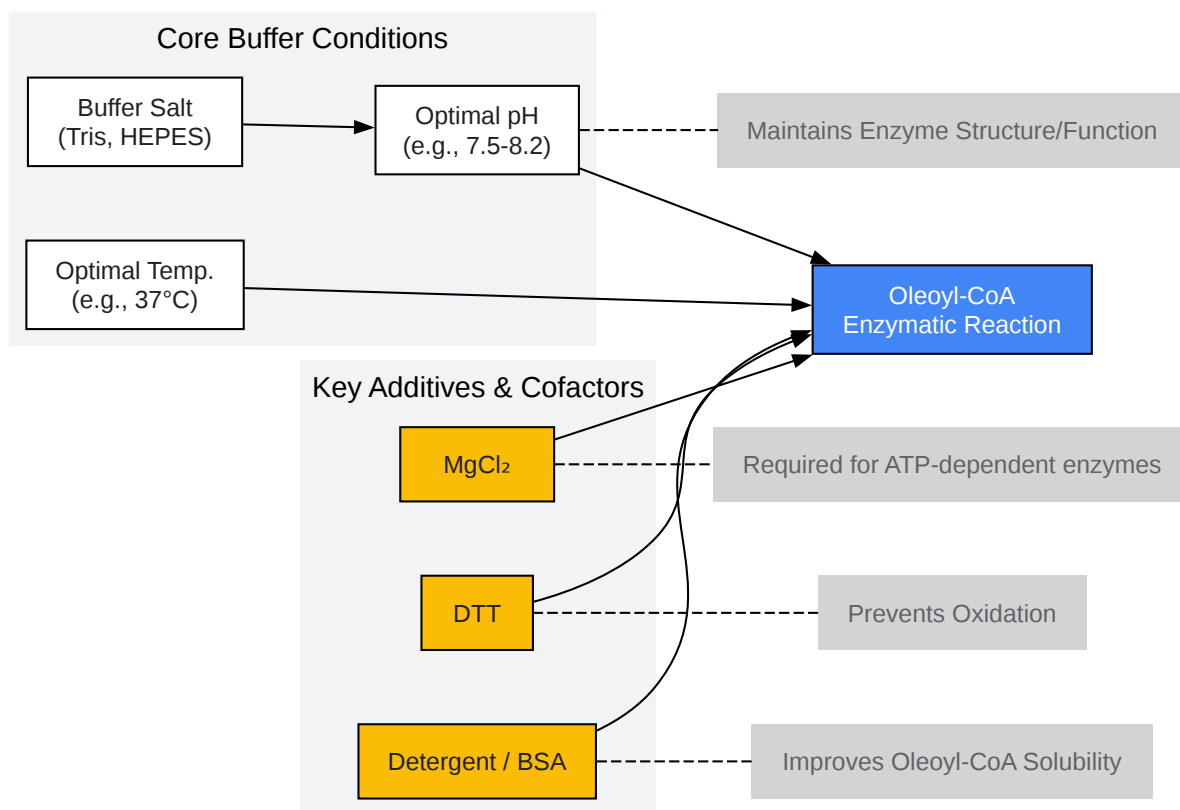 Core Buffer Conditions
Buffer Salt
(Tris, HEPES)
Optimal pH
(e.g., 7.5-8.2)
Maintains Enzyme Structure/Function
Optimal Temp.
(e.g., 37°C)
Oleoyl-CoA
Enzymatic Reaction
Key Additives & Cofactors
MgCl₂
Required for ATP-dependent enzymes
DTT
Prevents Oxidation
Detergent / BSA
Improves Oleoyl-CoA Solubility